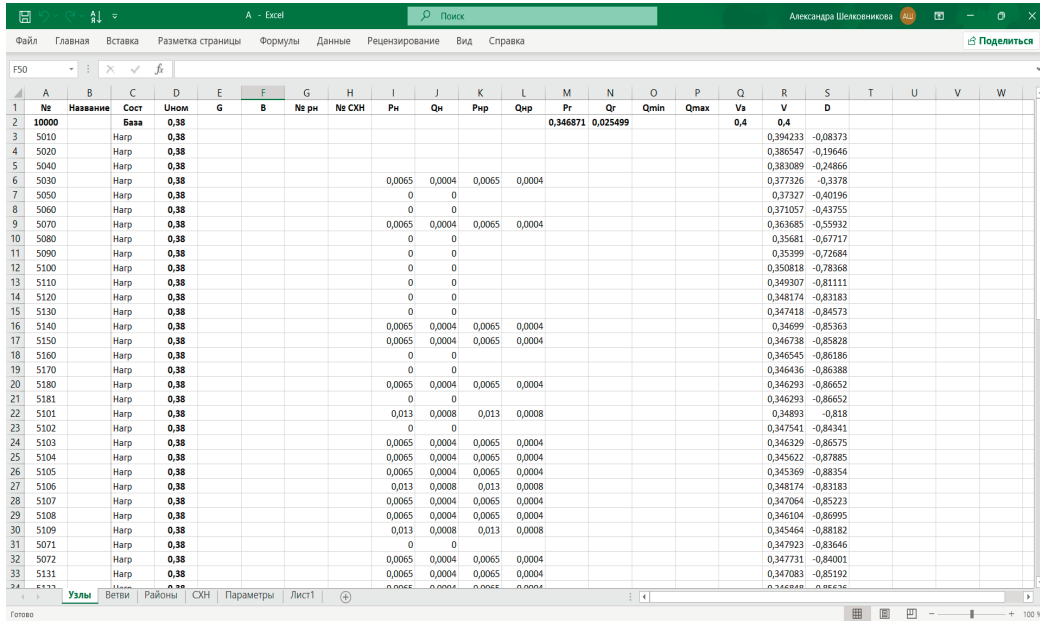 A - Excel
Поиск
Александра Шелковникова АШ
Файл Главная Вставка Разметка страницы Формулы Данные Рецензирование Вид Справка Поделиться
F50 fx
A B C D E F G H I J K L M N O P Q R S T U V W
1 № Название Сост Uном G B № рн № СХН Рн Qн Рнр Qнр Рг Qг Qmin Qmax Vз V D
2 10000 База 0,38 0,346871 0,025499 0,4 0,4
3 5010 Нагр 0,38 0,394233 -0,08373
4 5020 Нагр 0,38 0,386547 -0,19646
5 5040 Нагр 0,38 0,383089 -0,24866
6 5030 Нагр 0,38 0,0065 0,0004 0,0065 0,0004 0,377326 -0,3378
7 5050 Нагр 0,38 0 0 0,37327 -0,40196
8 5060 Нагр 0,38 0 0 0,371057 -0,43755
9 5070 Нагр 0,38 0,0065 0,0004 0,0065 0,0004 0,363685 -0,55932
10 5080 Нагр 0,38 0 0 0,35681 -0,67717
11 5090 Нагр 0,38 0 0 0,35399 -0,72684
12 5100 Нагр 0,38 0 0 0,350818 -0,78368
13 5110 Нагр 0,38 0 0 0,349307 -0,81111
14 5120 Нагр 0,38 0 0 0,348174 -0,83183
15 5130 Нагр 0,38 0 0 0,347418 -0,84573
16 5140 Нагр 0,38 0,0065 0,0004 0,0065 0,0004 0,34699 -0,85363
17 5150 Нагр 0,38 0,0065 0,0004 0,0065 0,0004 0,346738 -0,85828
18 5160 Нагр 0,38 0 0 0,346545 -0,86186
19 5170 Нагр 0,38 0 0 0,346436 -0,86388
20 5180 Нагр 0,38 0,0065 0,0004 0,0065 0,0004 0,346293 -0,86652
21 5181 Нагр 0,38 0 0 0,346293 -0,86652
22 5101 Нагр 0,38 0,013 0,0008 0,013 0,0008 0,34893 -0,818
23 5102 Нагр 0,38 0 0 0,347541 -0,84341
24 5103 Нагр 0,38 0,0065 0,0004 0,0065 0,0004 0,346329 -0,86575
25 5104 Нагр 0,38 0,0065 0,0004 0,0065 0,0004 0,345622 -0,87885
26 5105 Нагр 0,38 0,0065 0,0004 0,0065 0,0004 0,345369 -0,88354
27 5106 Нагр 0,38 0,013 0,0008 0,013 0,0008 0,348174 -0,83183
28 5107 Нагр 0,38 0,0065 0,0004 0,0065 0,0004 0,347064 -0,85223
29 5108 Нагр 0,38 0,0065 0,0004 0,0065 0,0004 0,346104 -0,86995
30 5109 Нагр 0,38 0,013 0,0008 0,013 0,0008 0,345464 -0,88182
31 5071 Нагр 0,38 0 0 0,347923 -0,83646
32 5072 Нагр 0,38 0,0065 0,0004 0,0065 0,0004 0,347731 -0,84001
33 5131 Нагр 0,38 0,0065 0,0004 0,0065 0,0004 0,347083 -0,85192
Узлы Ветви Районы СХН Параметры Лист1
Готово 100 %